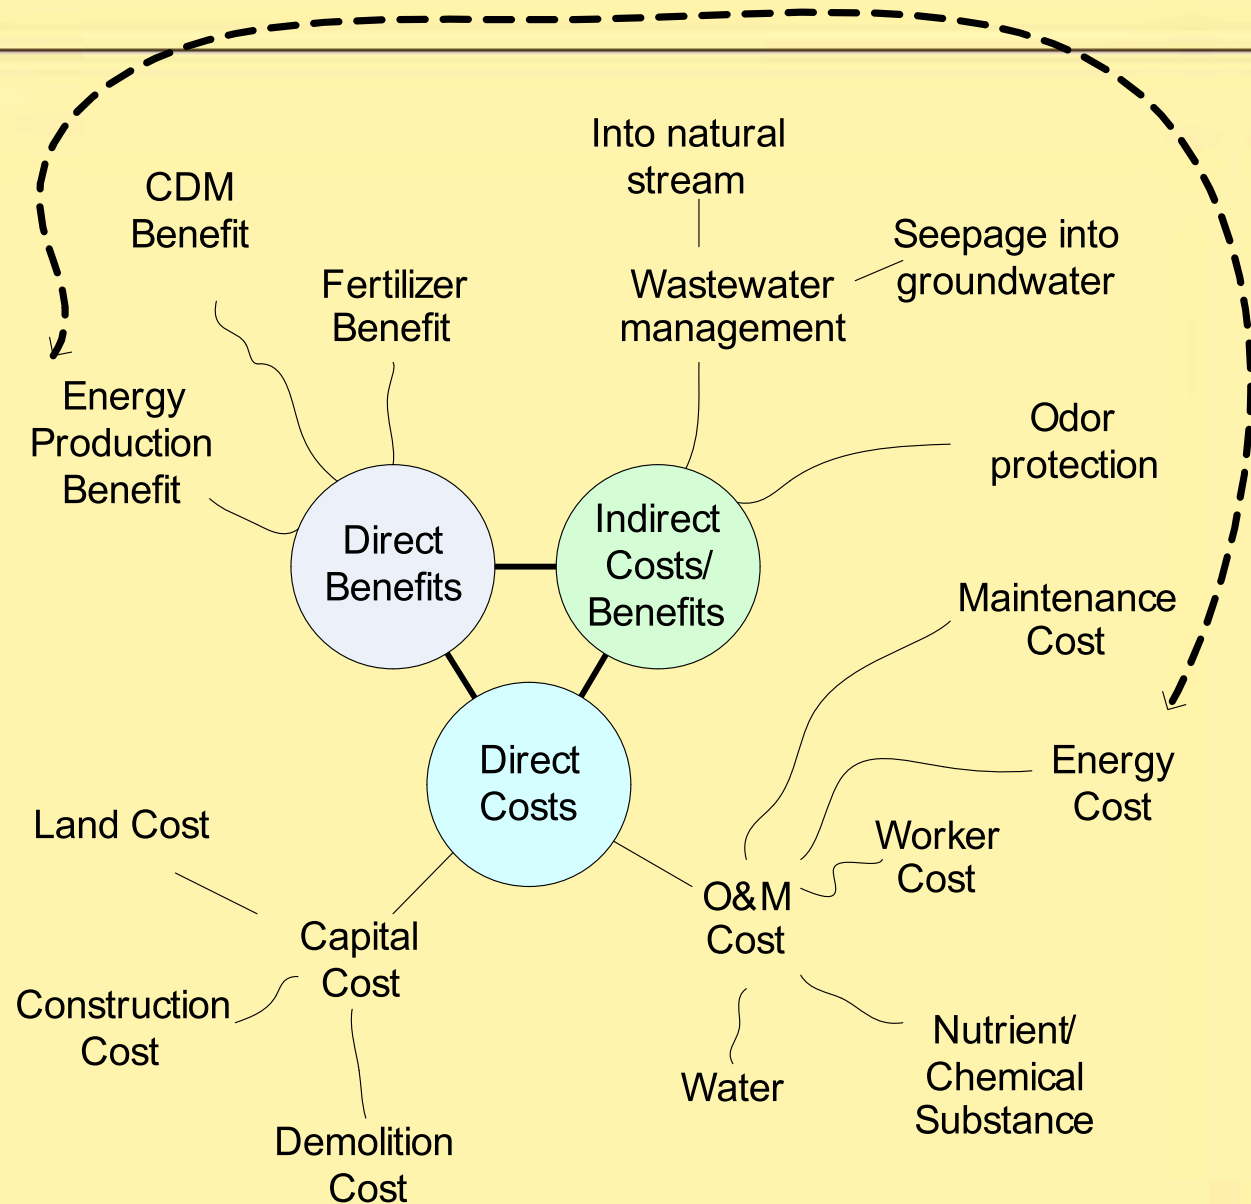 Into natural
stream
CDM
Benefit
Seepage into
groundwater
Fertilizer
Benefit
Wastewater
management
Energy
Production
Benefit
Odor
protection
Direct
Benefits
Indirect
Costs/
Benefits
Maintenance
Cost
Direct
Costs
Energy
Cost
Land Cost
Worker
Cost
O&M
Cost
Capital
Cost
Construction
Cost
Nutrient/
Chemical
Substance
Water
Demolition
Cost